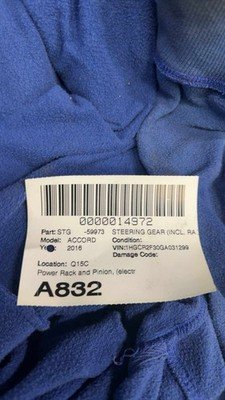 0000014972
Part: STG -59973 STEERING GEAR (INCL. RA
Model: ACCORD Condition:
Year: 2016 VIN:1HGCR2F30GA031299
Damage Code:
Location: Q15C
Power Rack and Pinion, (electr
A832